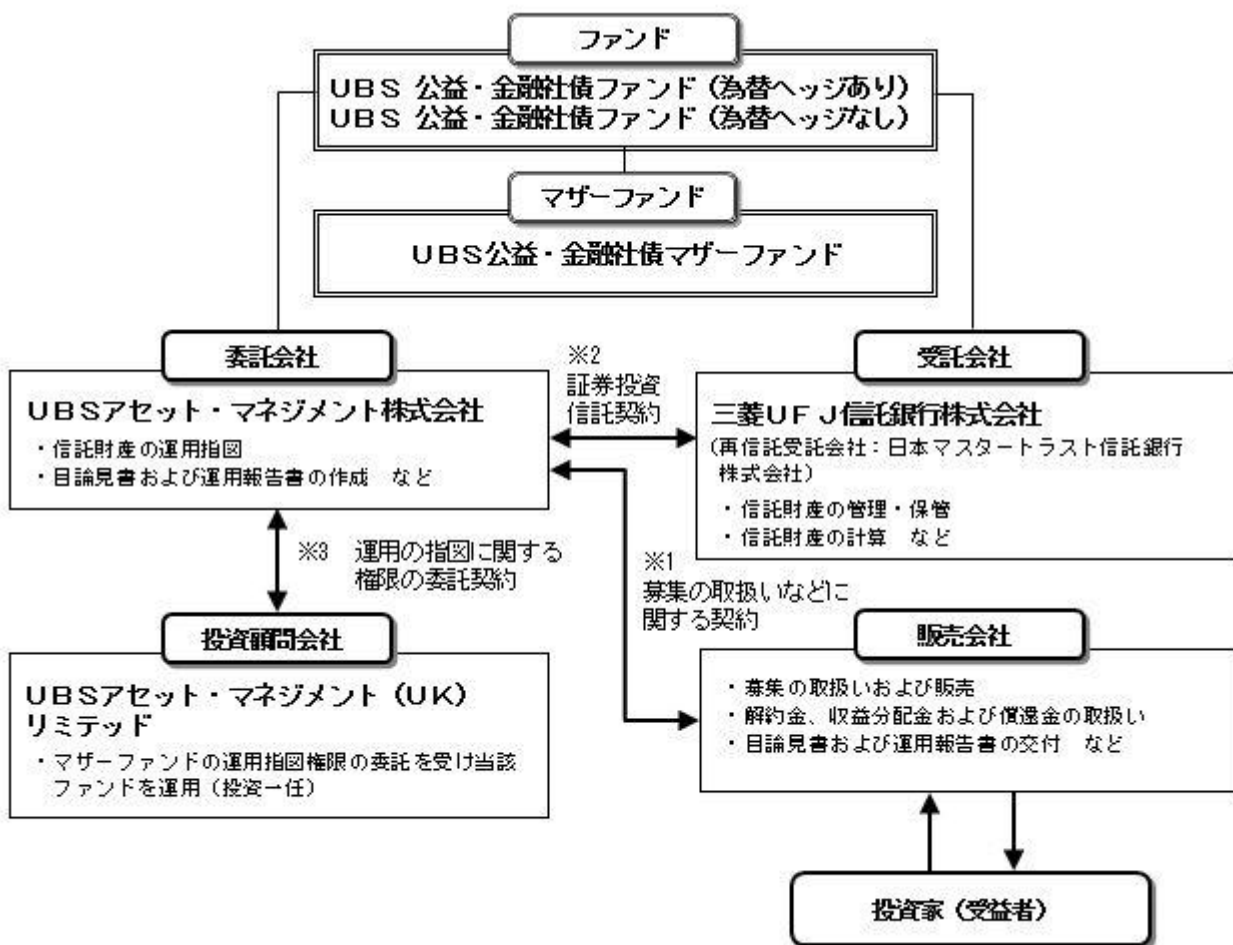 ファンド
UBS 公益・金融社債ファンド(為替ヘッジあり)
UBS 公益・金融社債ファンド(為替ヘッジなし)
マザーファンド
UBS公益・金融社債マザーファンド
委託会社
UBSアセット・マネジメント株式会社
・信託財産の運用指図
・目論見書および運用報告書の作成 など
※2
証券投資
信託契約
受託会社
三菱UFJ信託銀行株式会社
(再信託受託会社:日本マスタートラスト信託銀行
株式会社)
・信託財産の管理・保管
・信託財産の計算 など
※3 運用の指図に関する
権限の委託契約
※1
募集の取扱いなどに
関する契約
投資顧問会社
UBSアセット・マネジメント(UK)
リミテッド
・マザーファンドの運用指図権限の委託を受け当該
ファンドを運用(投資一任)
販売会社
・募集の取扱いおよび販売
・解約金、収益分配金および償還金の取扱い
・目論見書および運用報告書の交付 など
投資家(受益者)